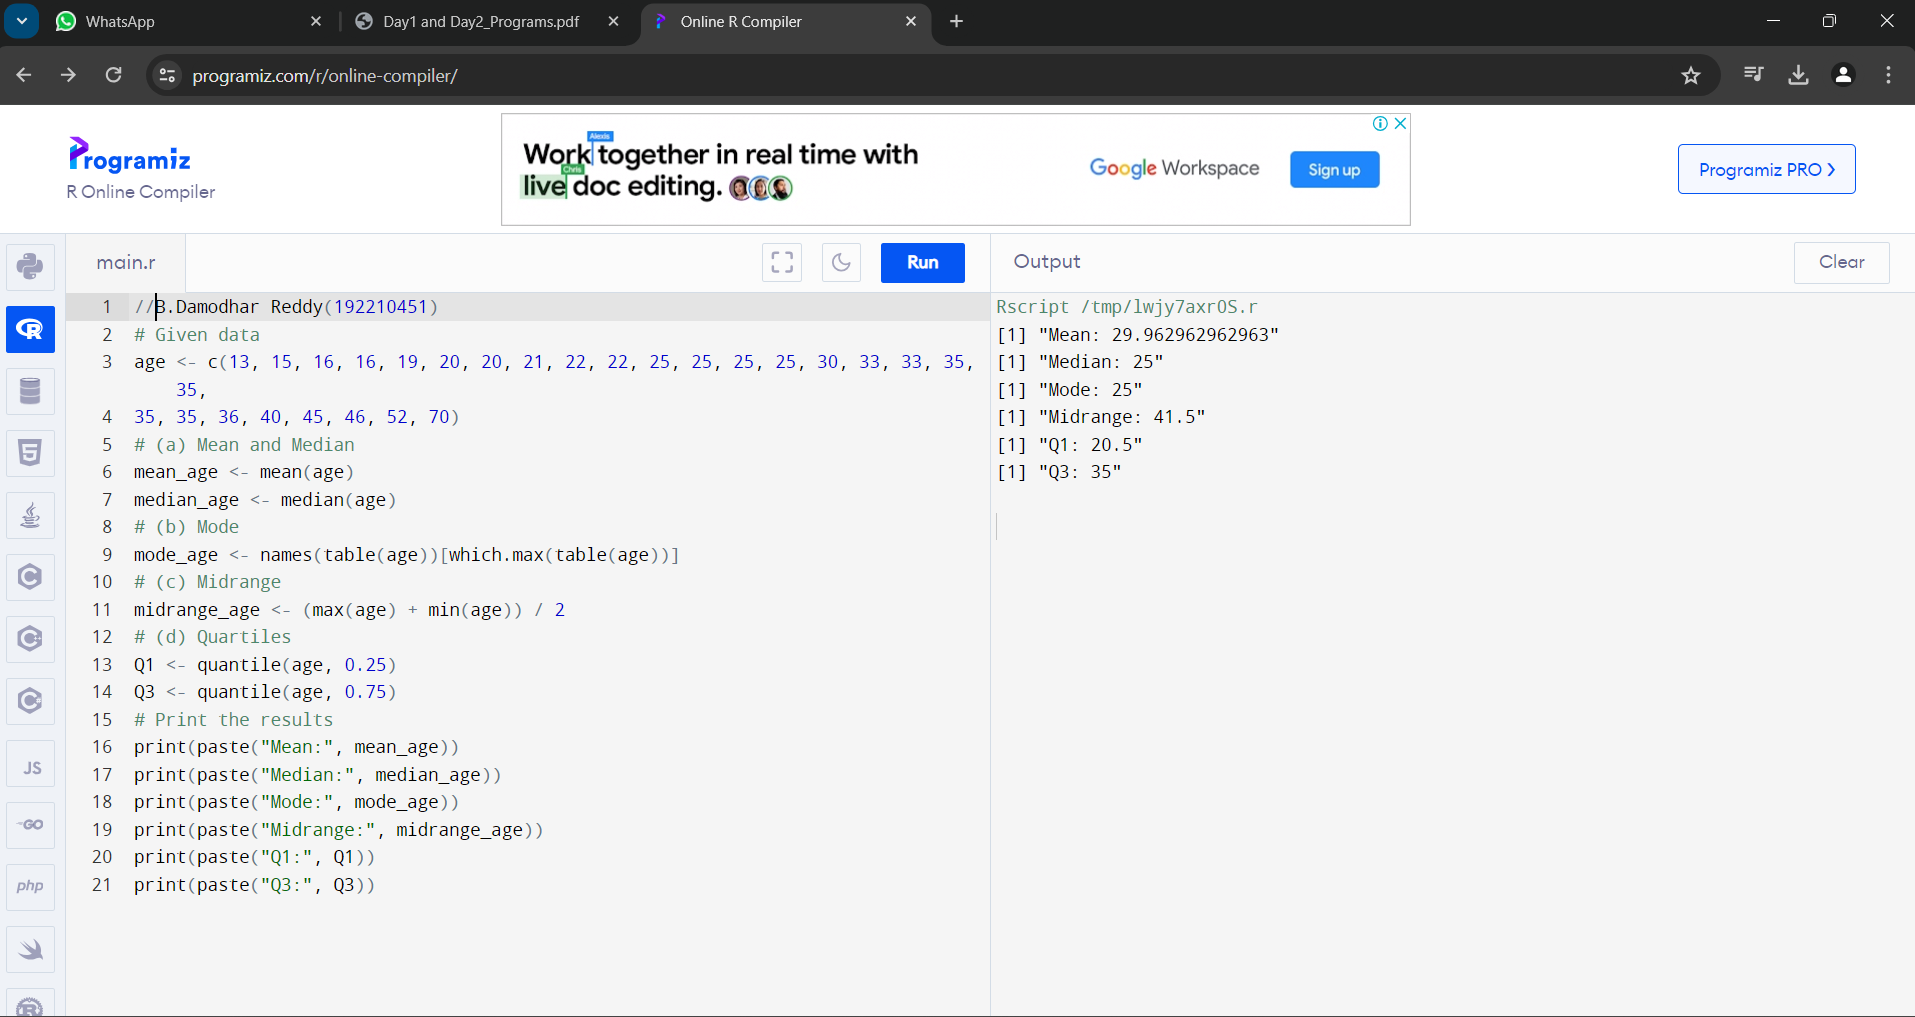 WhatsApp
Day1 and Day2_Programs.pdf
Online R Compiler
programiz.com/r/online-compiler/
Programiz
R Online Compiler
Alexis
Work together in real time with
Chris
live doc editing.
Google Workspace
Sign up
Programiz PRO
main.r
Run
Output
Clear
1 //B.Damodhar Reddy(192210451)
2 # Given data
3 age <- c(13, 15, 16, 16, 19, 20, 20, 21, 22, 22, 25, 25, 25, 25, 30, 33, 33, 35,
35,
4 35, 35, 36, 40, 45, 46, 52, 70)
5 # (a) Mean and Median
6 mean_age <- mean(age)
7 median_age <- median(age)
8 # (b) Mode
9 mode_age <- names(table(age))[which.max(table(age))]
10 # (c) Midrange
11 midrange_age <- (max(age) + min(age)) / 2
12 # (d) Quartiles
13 Q1 <- quantile(age, 0.25)
14 Q3 <- quantile(age, 0.75)
15 # Print the results
16 print(paste("Mean:", mean_age))
17 print(paste("Median:", median_age))
18 print(paste("Mode:", mode_age))
19 print(paste("Midrange:", midrange_age))
20 print(paste("Q1:", Q1))
21 print(paste("Q3:", Q3))
Rscript /tmp/lwjy7axrOS.r
[1] "Mean: 29.962962962963"
[1] "Median: 25"
[1] "Mode: 25"
[1] "Midrange: 41.5"
[1] "Q1: 20.5"
[1] "Q3: 35"
JS
GO
php